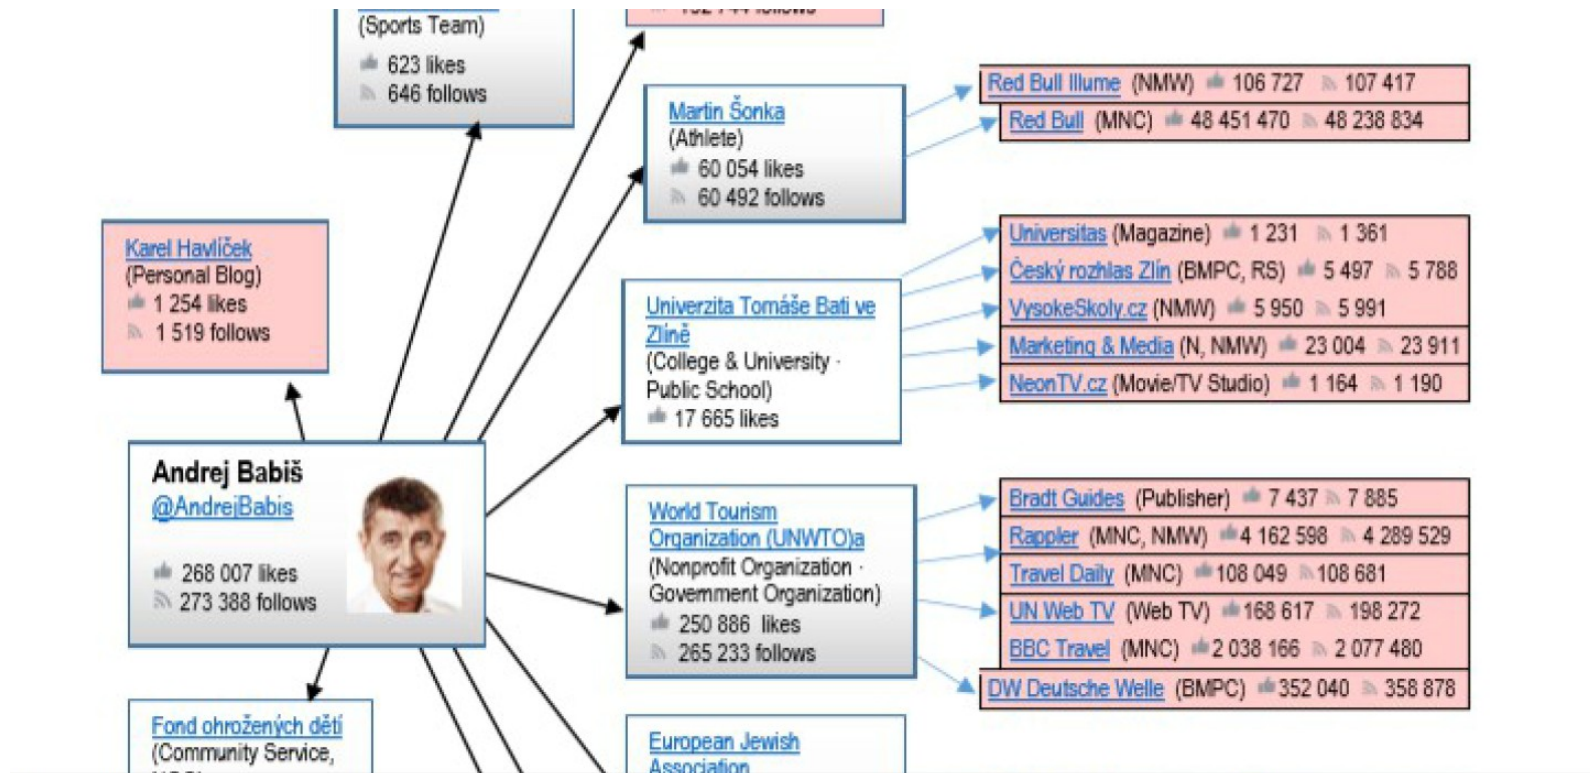 (Sports Team)
623 likes
646 follows
Red Bull Illume (NMW) 106 727 107 417
Red Bull (MNC) 48 451 470 48 238 834
Martin Šonka
(Athlete)
60 054 likes
60 492 follows
Karel Havlíček
(Personal Blog)
1 254 likes
1 519 follows
Universitas (Magazine) 1 231 1 361
Český rozhlas Zlín (BMPC, RS) 5 497 5 788
VysokeSkoly.cz (NMW) 5 950 5 991
Marketing & Media (N, NMW) 23 004 23 911
NeonTV.cz (Movie/TV Studio) 1 164 1 190
Univerzita Tomáše Bati ve
Zlíně
(College & University ·
Public School)
17 665 likes
Andrej Babiš
@AndrejBabis
268 007 likes
273 388 follows
World Tourism
Organization (UNWTO)a
(Nonprofit Organization ·
Government Organization)
250 886 likes
265 233 follows
Bradt Guides (Publisher) 7 437 7 885
Rappler (MNC, NMW) 4 162 598 4 289 529
Travel Daily (MNC) 108 049 108 681
UN Web TV (Web TV) 168 617 198 272
BBC Travel (MNC) 2 038 166 2 077 480
DW Deutsche Welle (BMPC) 352 040 358 878
Fond ohrožených dětí
(Community Service,
European Jewish
Association